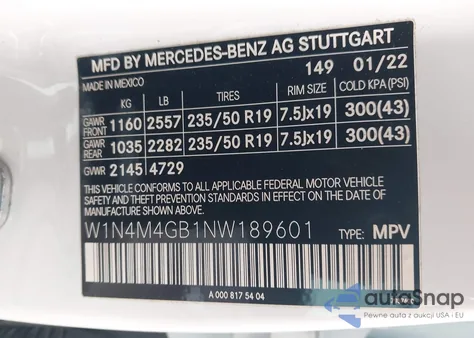 MFD BY MERCEDES-BENZ AG STUTTGART
MADE IN MEXICO 149 01/22
KG LB TIRES RIM SIZE COLD KPA (PSI)
GAWR FRONT 1160 2557 235/50 R19 7.5Jx19 300(43)
GAWR REAR 1035 2282 235/50 R19 7.5Jx19 300(43)
GVWR 2145 4729
THIS VEHICLE CONFORMS TO ALL APPLICABLE FEDERAL MOTOR VEHICLE
SAFETY AND THEFT PREVENTION STANDARDS IN EFFECT ON THE DATE OF
MANUFACTURE SHOWN ABOVE.
W1N4M4GB1NW189601 TYPE: MPV
A 000 817 54 04
autoSnap
Pewne auta z aukcji USA i EU